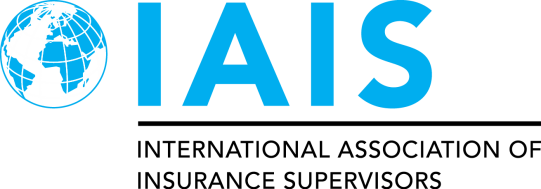 IAIS
INTERNATIONAL ASSOCIATION OF
INSURANCE SUPERVISORS